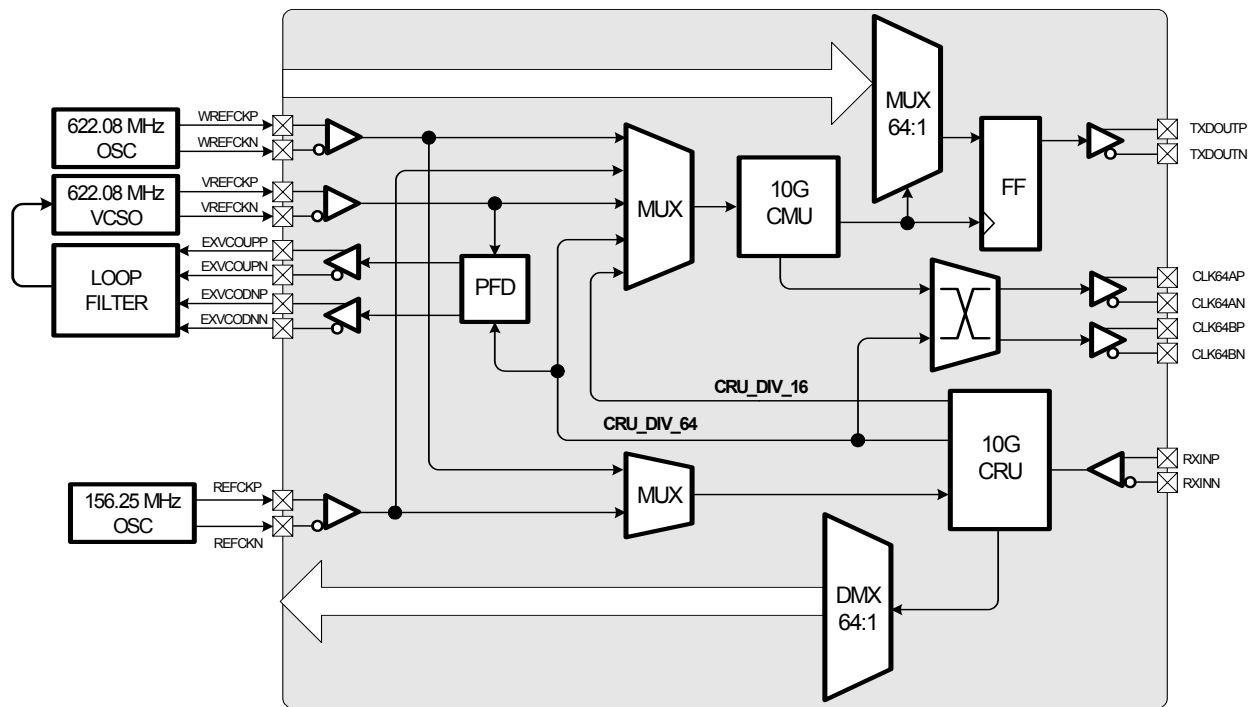 622.08 MHz
OSC
WREFCKP
WREFCKN
622.08 MHz
VCSO
VREFCKP
VREFCKN
LOOP
FILTER
EXVCOUPP
EXVCOUPN
EXVCODNP
EXVCODNN
156.25 MHz
OSC
REFCKP
REFCKN
PFD
MUX
10G
CMU
MUX
64:1
FF
TXDOUTP
TXDOUTN
CLK64AP
CLK64AN
CLK64BP
CLK64BN
CRU_DIV_16
CRU_DIV_64
MUX
10G
CRU
RXINP
RXINN
DMX
64:1